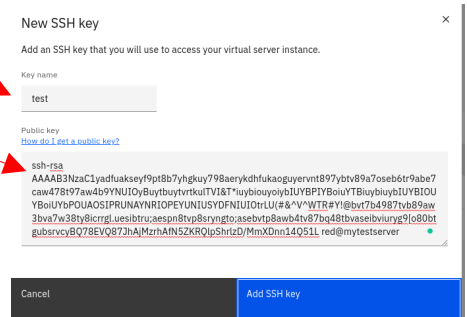 New SSH key
×
Add an SSH key that you will use to access your virtual server instance.
Key name
test
Public key
How do I get a public key?
ssh-rsa
AAAAB3NzaC1yadfuakseyf9pt8b7yhgkuy798aerykdhfukaoguyervnt897ybtv89a7oseb6tr9abe7
caw478t97aw4b9YNUIOyBuytbuytvrtkulTVI&T*iuybiouyoiybIUYBPIYBoiuYTBiuybiuybIUYBIOU
YBoiUYbPOUAOSIPRUNAYNRIOPEYUNIUSYDFNIUIOtrLU(#&^V^WTR#Y!@bvt7b4987tvb89aw
3bva7w38ty8icrrgl.uesibtru;aespn8tvp8sryngto;asebvtp8awb4tv87bq48tbvaseibviuryg9[o80bt
gubsrvcyBQ78EVQ87JhAjMzrhAfN5ZKRQlpShrlzD/MmXDnn14Q51L red@mytestserver
Cancel
Add SSH key